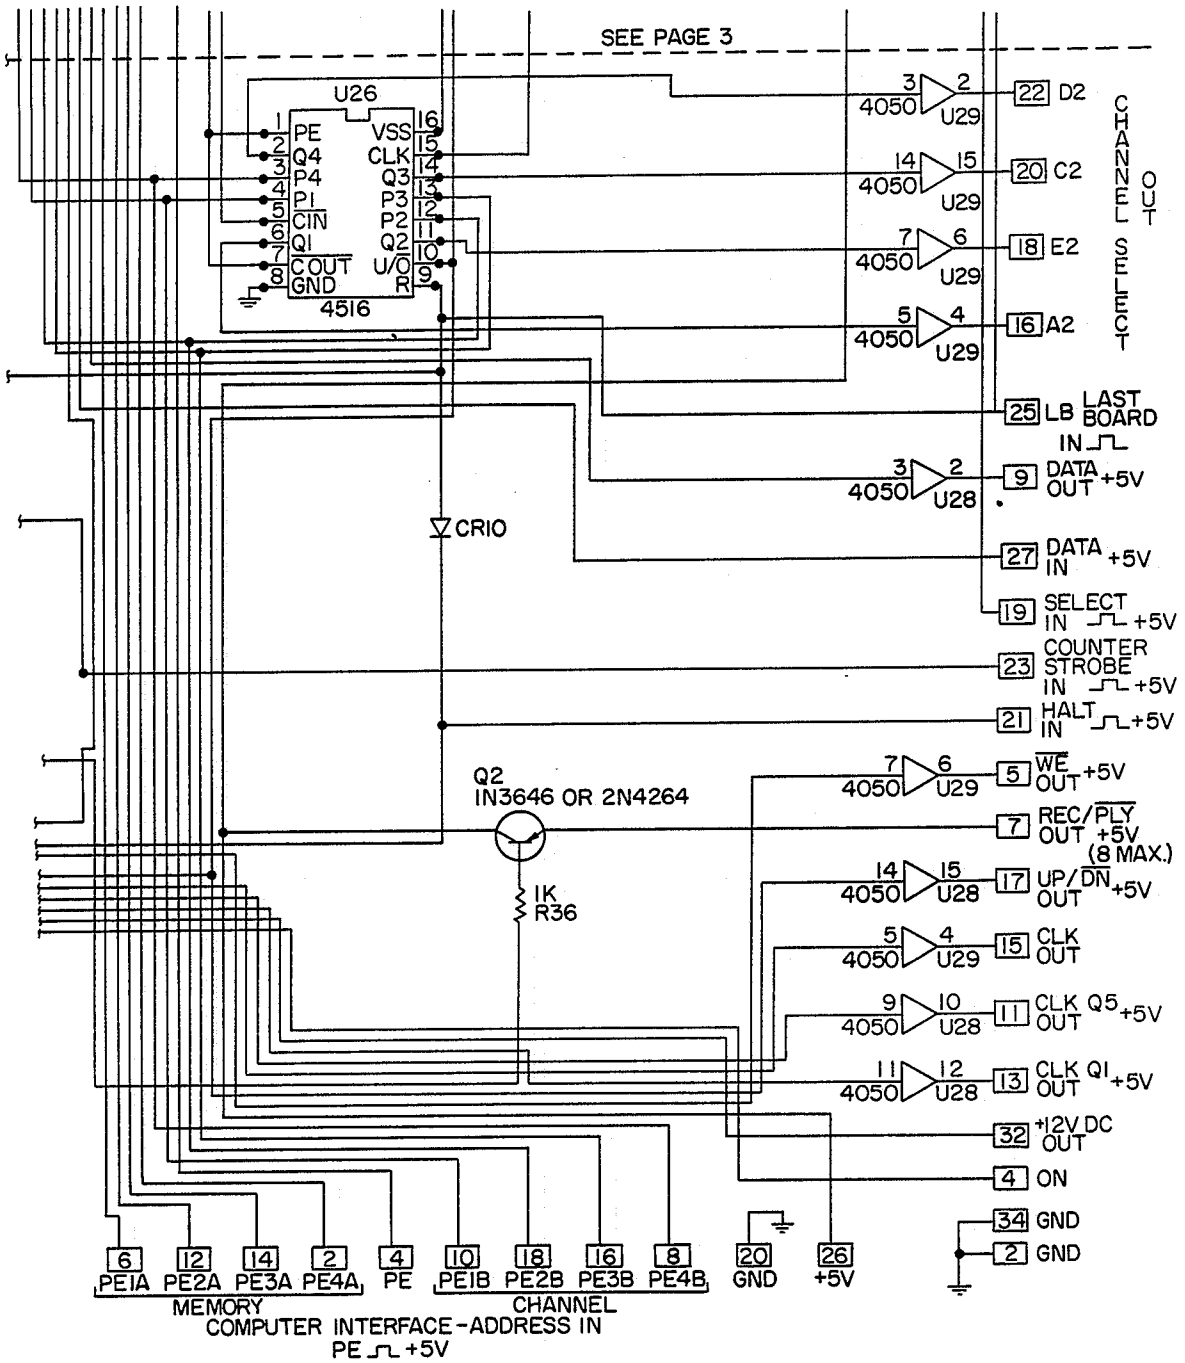 SEE PAGE 3
U26
1 PE VSS 16
2 Q4 CLK 15
3 P4 Q3 14
4 P1 P3 13
5 CIN P2 12
6 Q1 Q2 11
7 COUT U/O 10
8 GND R 9
4516
3 2 22 D2
4050 U29
14 15 20 C2
4050 U29
7 6 18 E2
4050 U29
5 4 16 A2
4050 U29
CHANNEL SELECT
OUT
25 LB LAST
BOARD
IN
3 2 9 DATA
OUT +5V
4050 U28
CR10
27 DATA
IN +5V
19 SELECT
IN +5V
23 COUNTER
STROBE
IN +5V
21 HALT
IN +5V
Q2
IN3646 OR 2N4264
7 6 5 WE
OUT +5V
4050 U29
7 REC/PLY
OUT +5V
(8 MAX.)
1K
R36
14 15 17 UP/DN
OUT +5V
4050 U28
5 4 15 CLK
OUT
4050 U29
9 10 11 CLK Q5
OUT +5V
4050 U28
11 12 13 CLK Q1
OUT +5V
4050 U28
32 +12V DC
OUT
4 ON
34 GND
2 GND
6 12 14 2 4 10 18 16 8 20 26
PE1A PE2A PE3A PE4A PE PE1B PE2B PE3B PE4B GND +5V
MEMORY CHANNEL
COMPUTER INTERFACE-ADDRESS IN
PE +5V